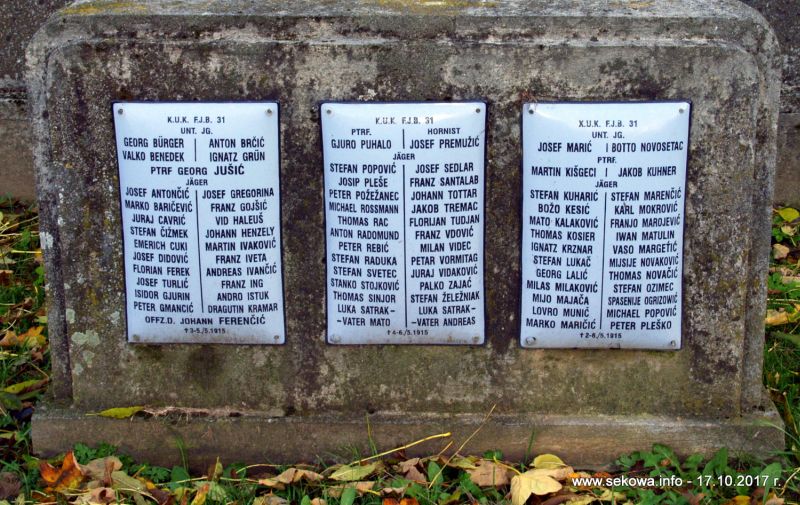 K.U.K. F.J.B. 31
UNT. JG.
GEORG BÜRGER ANTON BRČIĆ
VALKO BENEDEK IGNATZ GRÜN
PTRF GEORG JUŠIĆ
JÄGER
JOSEF ANTONČIĆ JOSEF GREGORINA
MARKO BARIČEVIĆ FRANZ GOJŠIĆ
JURAJ CAVRIĆ VID HALEUŠ
STEFAN ČIŽMEK JOHANN HENZELY
EMERICH CUKI MARTIN IVAKOVIĆ
JOSEF DIDOVIĆ FRANZ IVETA
FLORIAN FEREK ANDREAS IVANČIĆ
JOSEF TURLIĆ FRANZ ING
ISIDOR GJURIN ANDRO ISTUK
PETER GMANCIĆ DRAGUTIN KRAMAR
OFFZ.D. JOHANN FERENČIĆ
†3-5./5.1915
K.U.K. F.J.B. 31
PTRF. HORNIST
GJURO PUHALO JOSEF PREMUŽIĆ
JÄGER
STEFAN POPOVIĆ JOSEF SEDLAR
JOSIP PLEŠE FRANZ SANTALAB
PETER POŽEŽANEC JOHANN TOTTAR
MICHAEL ROSSMANN JAKOB TREMAC
THOMAS RAC FLORIJAN TUDJAN
ANTON RADOMUND FRANZ VDOVIĆ
PETER REBIĆ MILAN VIDEC
STEFAN RADUKA PETAR VORMITAG
STEFAN SVETEC JURAJ VIDAKOVIĆ
STANKO STOJKOVIĆ PALKO ZAJAĆ
THOMAS SINJOR STEFAN ŽELEŽNIAK
LUKA SATRAK- LUKA SATRAK-
-VATER MATO -VATER ANDREAS
†4-6./5.1915
K.U.K. F.J.B. 31
UNT. JG.
JOSEF MARIĆ BOTTO NOVOSETAC
PTRF.
MARTIN KIŠGECI JAKOB KUHNER
JÄGER
STEFAN KUHARIĆ STEFAN MARENČIĆ
BOŽO KESIĆ KARL MOKROVIĆ
MATO KALAKOVIĆ FRANJO MAROJEVIĆ
THOMAS KOSIER IWAN MATULIN
IGNATZ KRZNAR VASO MARGETIĆ
STEFAN LUKAČ MIJSIJE NOVAKOVIĆ
GEORG LALIĆ THOMAS NOVAČIĆ
MILAS MILAKOVIĆ STEFAN OZIMEC
MIJO MAJAČA SPASENIJE OGRIZOWIĆ
LOVRO MUNIĆ MICHAEL POPOVIĆ
MARKO MARIČIĆ PETER PLEŠKO
†2-6./5.1915
www.sekowa.info - 17.10.2017 r.